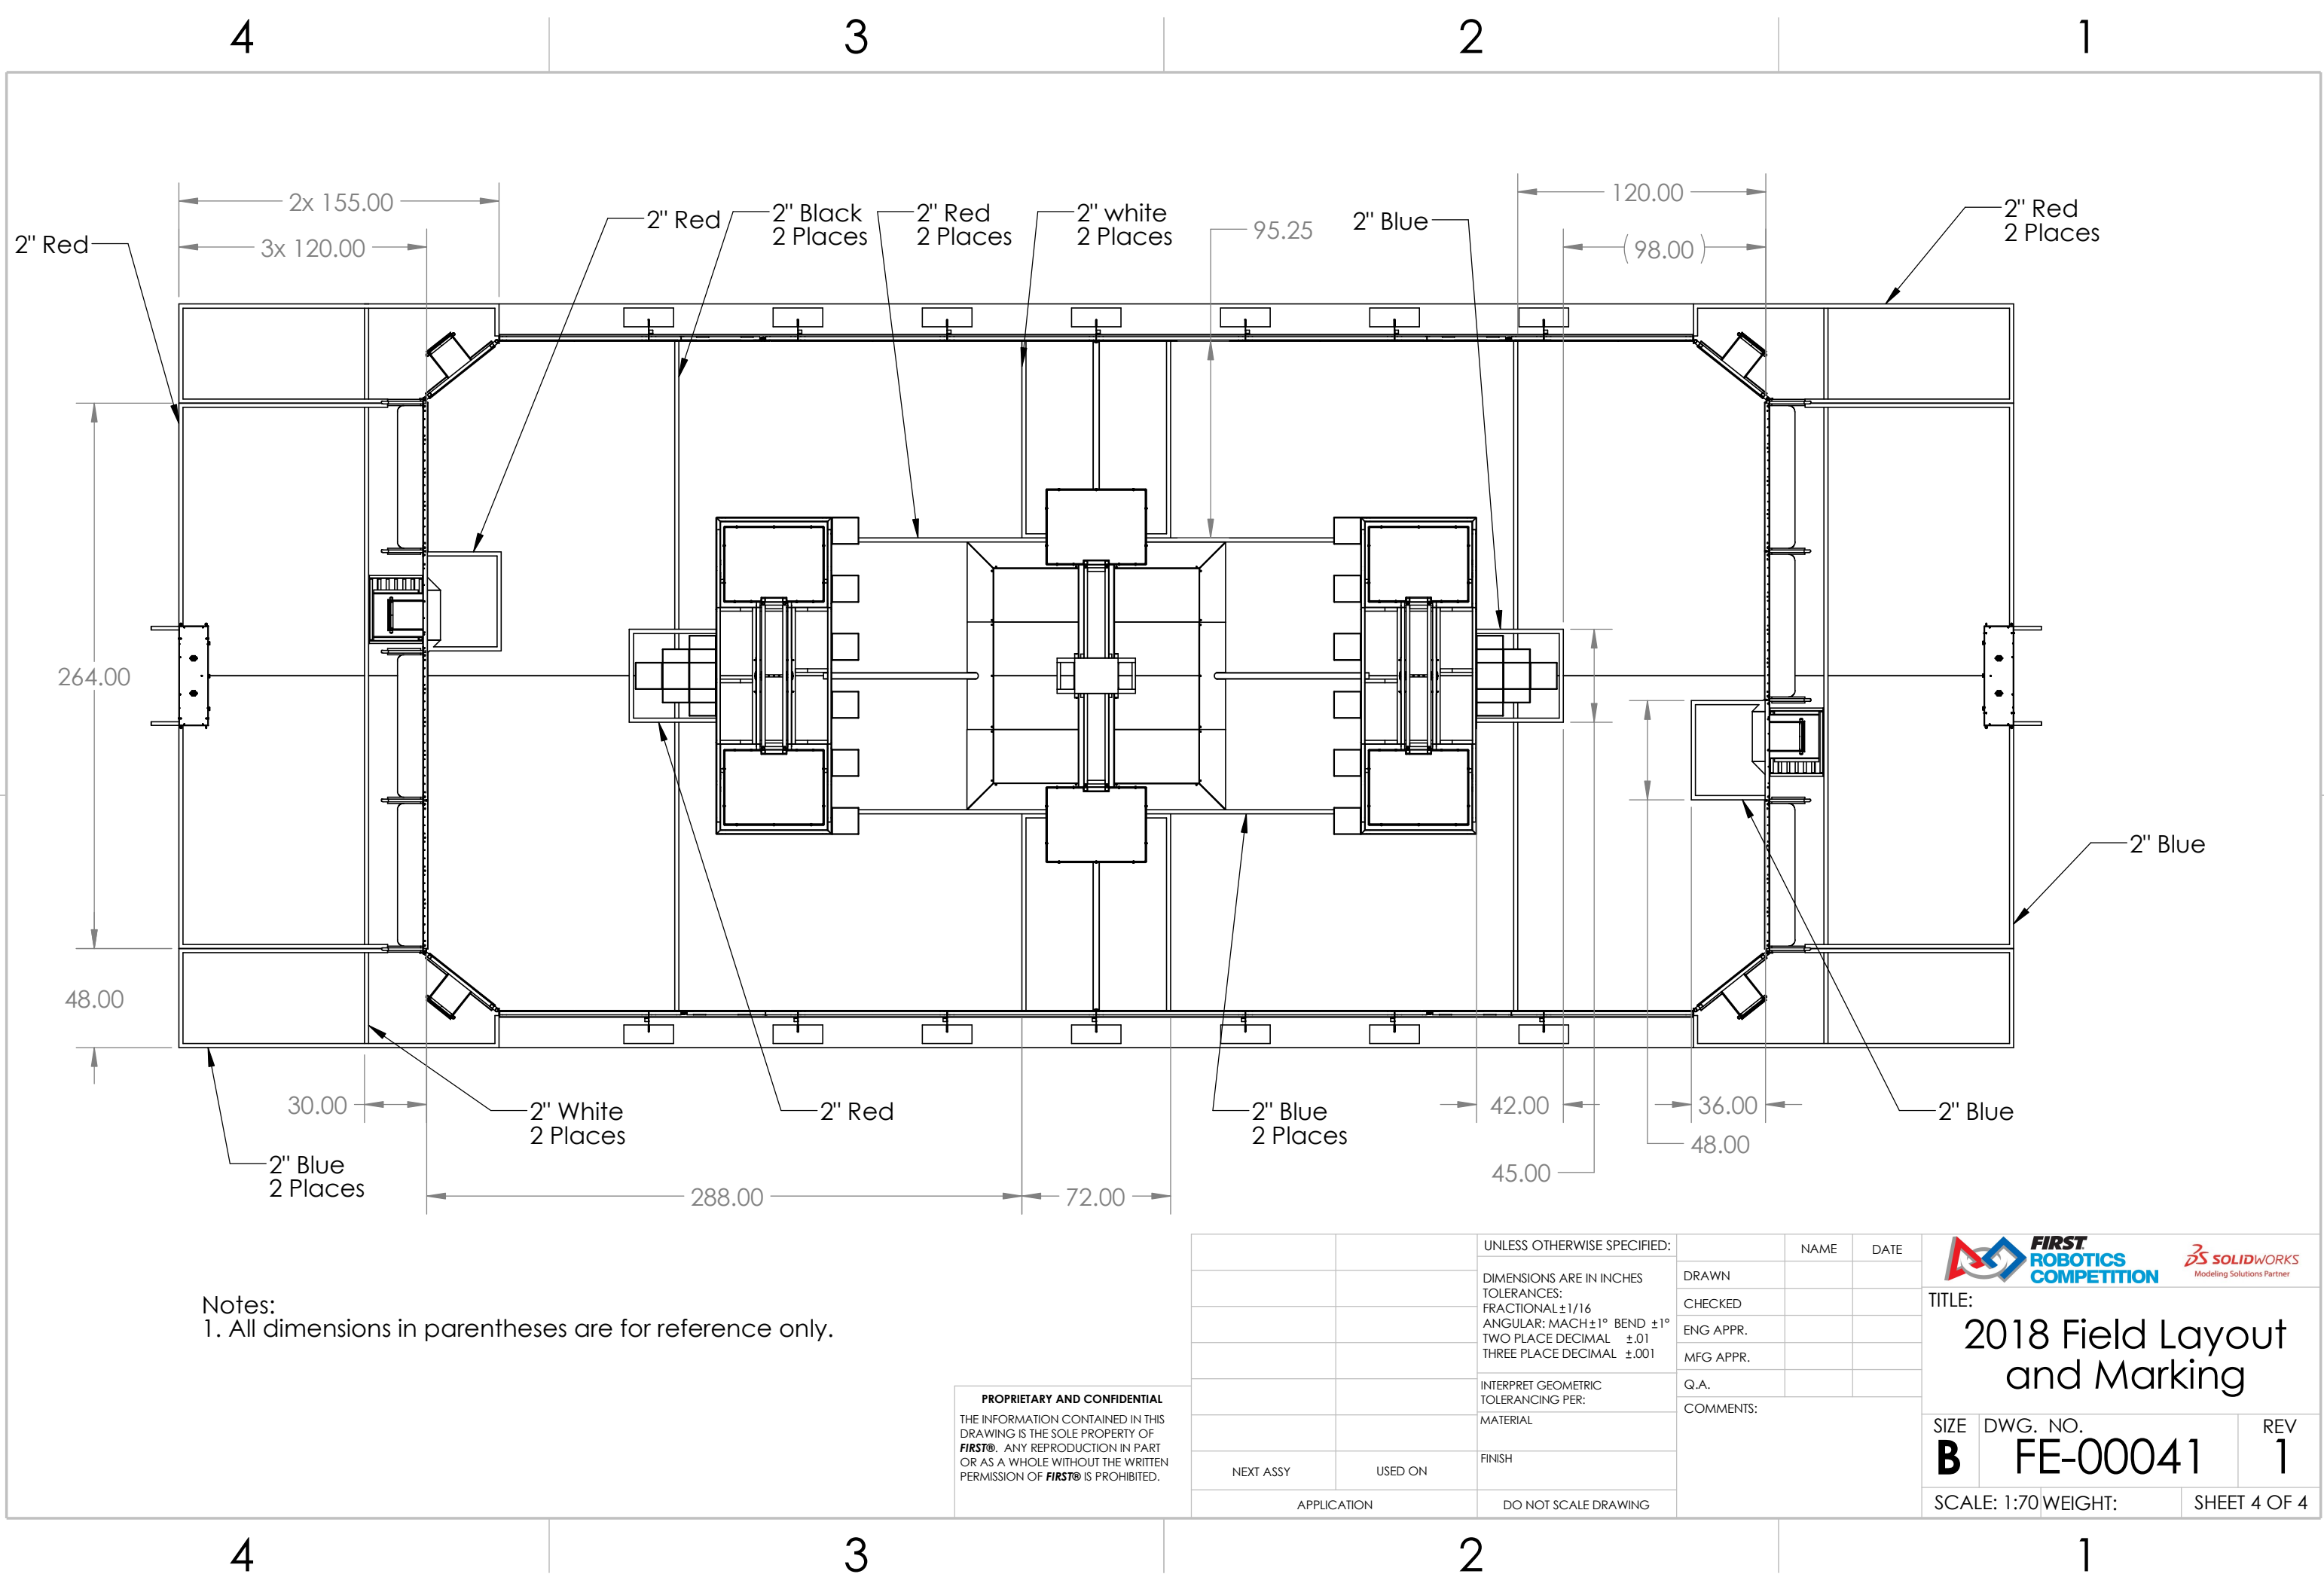 4
3
2
1
2x 155.00
3x 120.00
2" Red
2" Red
2" Black
2 Places
2" Red
2 Places
2" white
2 Places
95.25
2" Blue
120.00
(98.00)
2" Red
2 Places
264.00
48.00
2" Blue
30.00
2" White
2 Places
2" Red
2" Blue
2 Places
42.00
36.00
2" Blue
48.00
45.00
2" Blue
2 Places
288.00
72.00
Notes:
1. All dimensions in parentheses are for reference only.
PROPRIETARY AND CONFIDENTIAL
THE INFORMATION CONTAINED IN THIS
DRAWING IS THE SOLE PROPERTY OF
FIRST®. ANY REPRODUCTION IN PART
OR AS A WHOLE WITHOUT THE WRITTEN
PERMISSION OF FIRST® IS PROHIBITED.
NEXT ASSY
USED ON
APPLICATION
UNLESS OTHERWISE SPECIFIED:
DIMENSIONS ARE IN INCHES
TOLERANCES:
FRACTIONAL±1/16
ANGULAR: MACH±1° BEND ±1°
TWO PLACE DECIMAL ±.01
THREE PLACE DECIMAL ±.001
INTERPRET GEOMETRIC
TOLERANCING PER:
MATERIAL
FINISH
DO NOT SCALE DRAWING
NAME
DATE
DRAWN
CHECKED
ENG APPR.
MFG APPR.
Q.A.
COMMENTS:
FIRST
ROBOTICS
COMPETITION
SOLIDWORKS
Modeling Solutions Partner
TITLE:
2018 Field Layout
and Marking
SIZE
B
DWG. NO.
FE-00041
REV
1
SCALE: 1:70
WEIGHT:
SHEET 4 OF 4
4
3
2
1